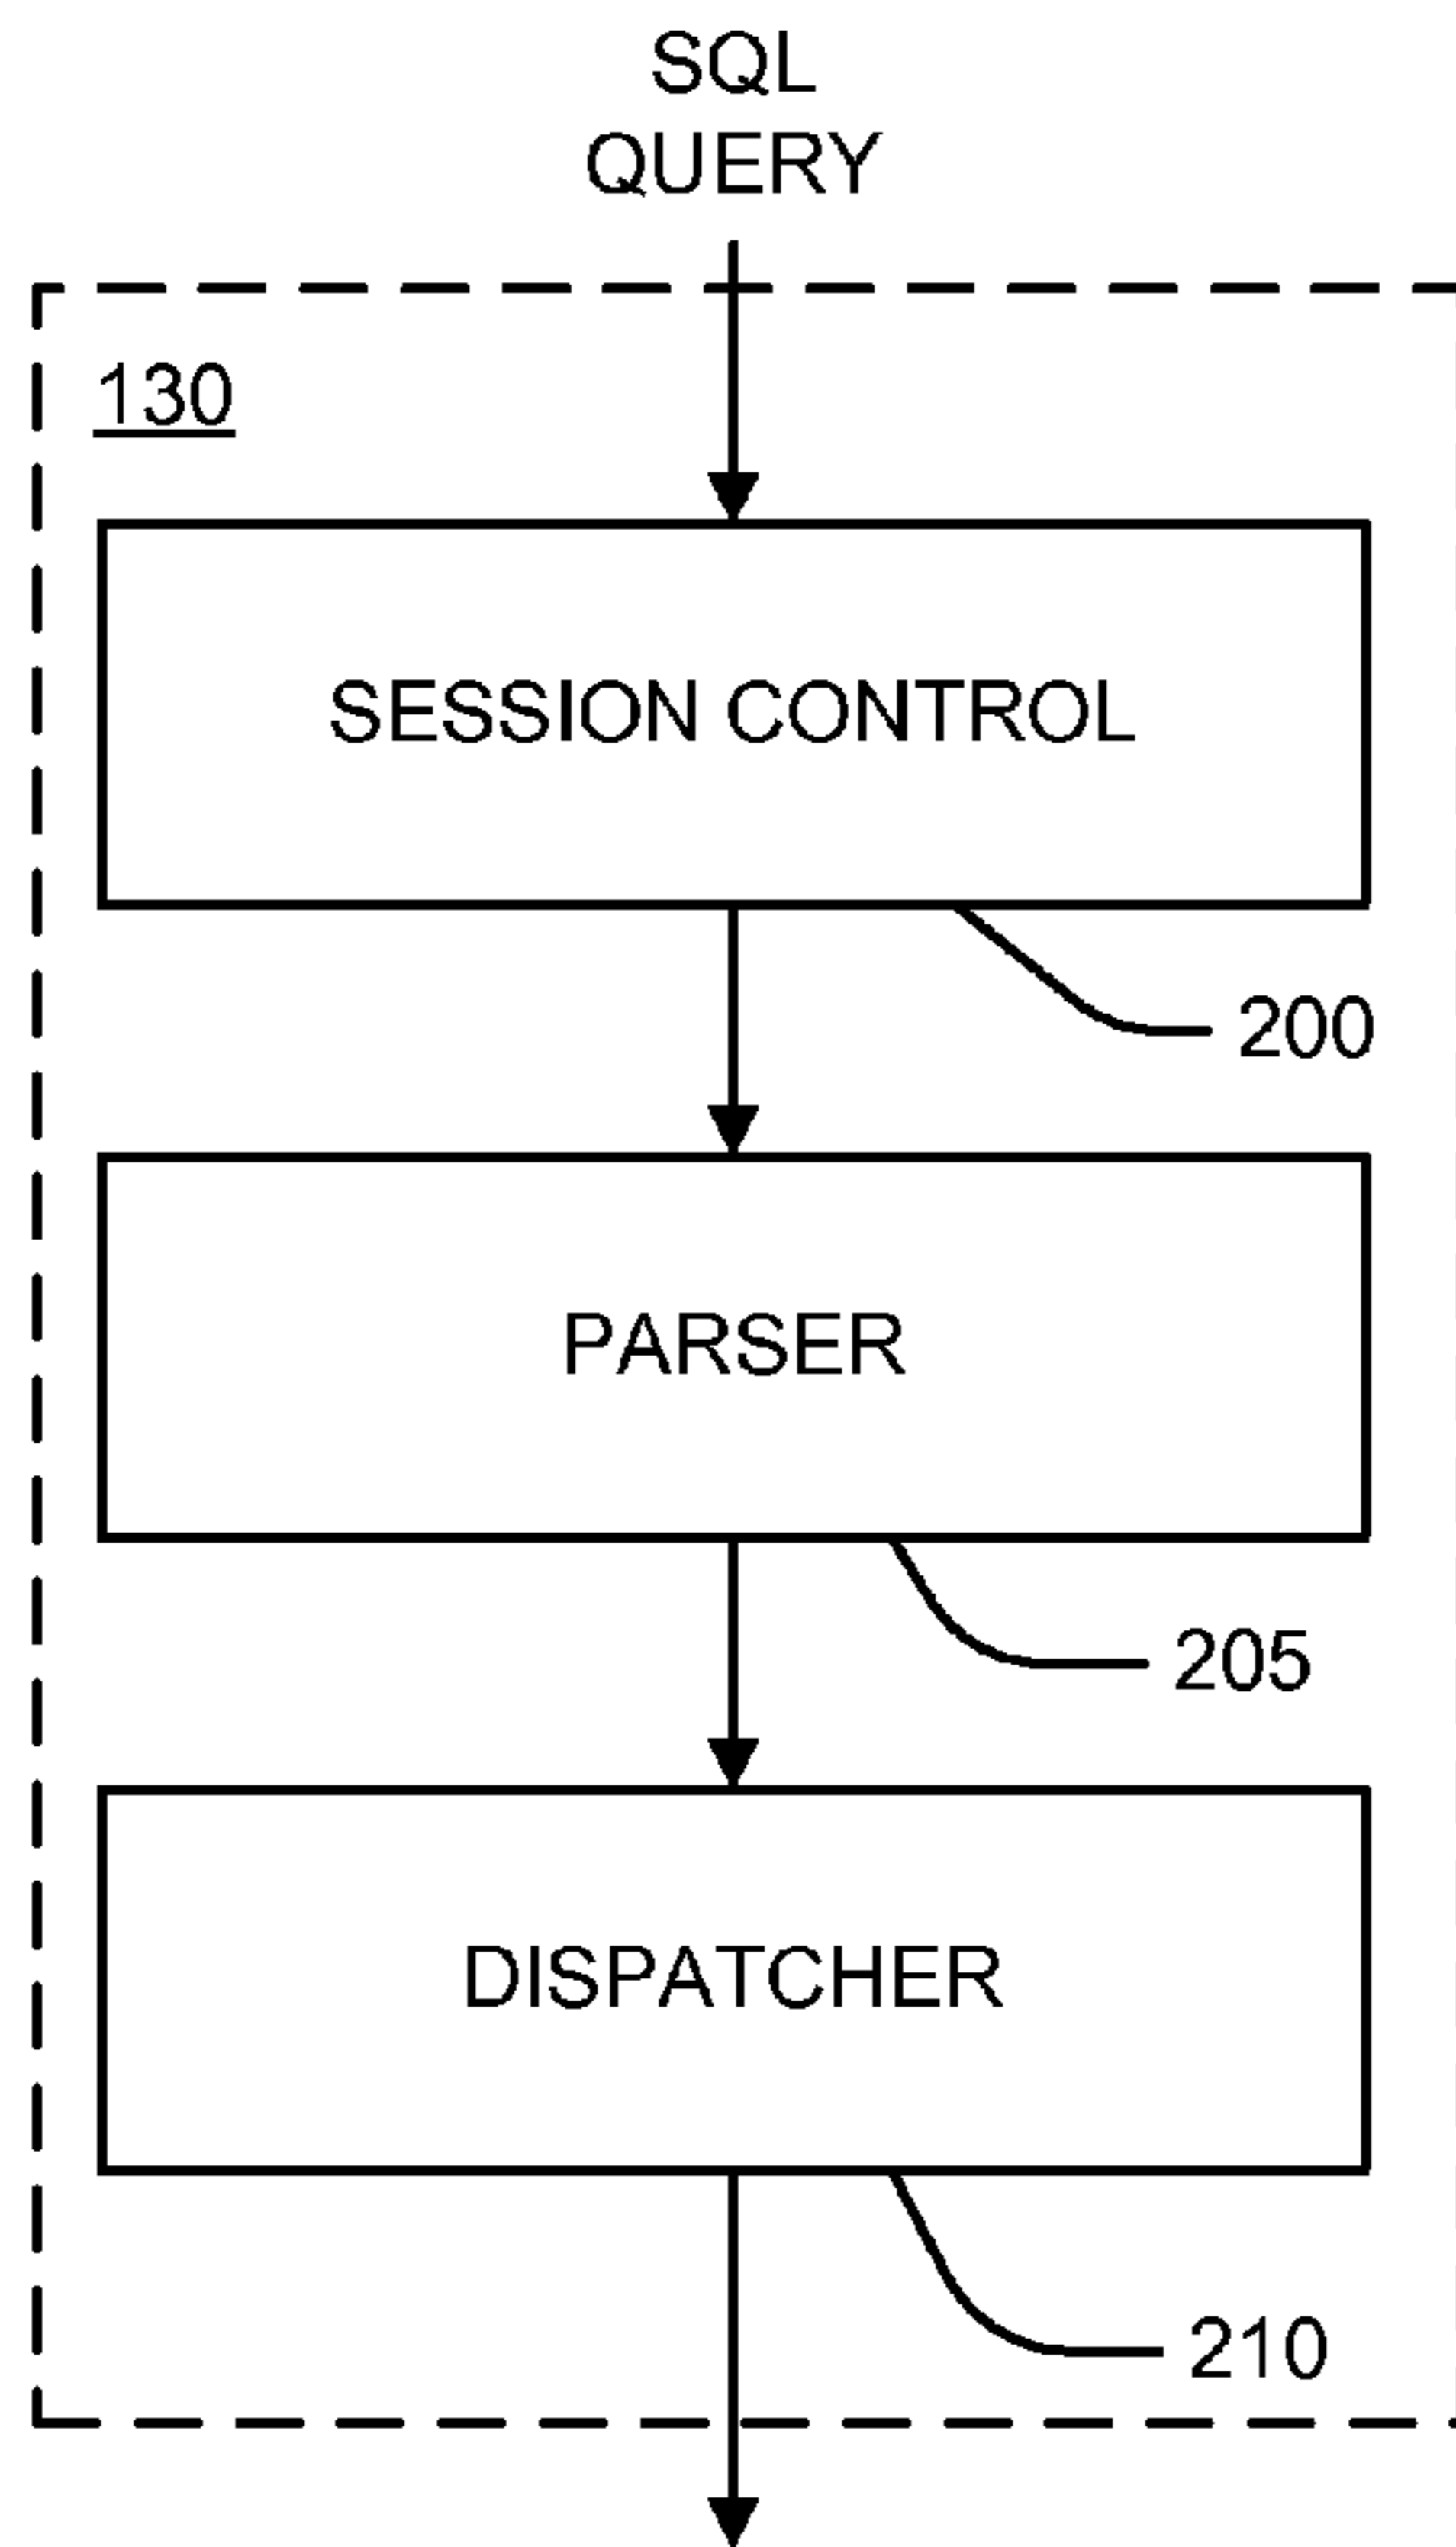 SQL
QUERY
130
SESSION CONTROL
200
PARSER
205
DISPATCHER
210